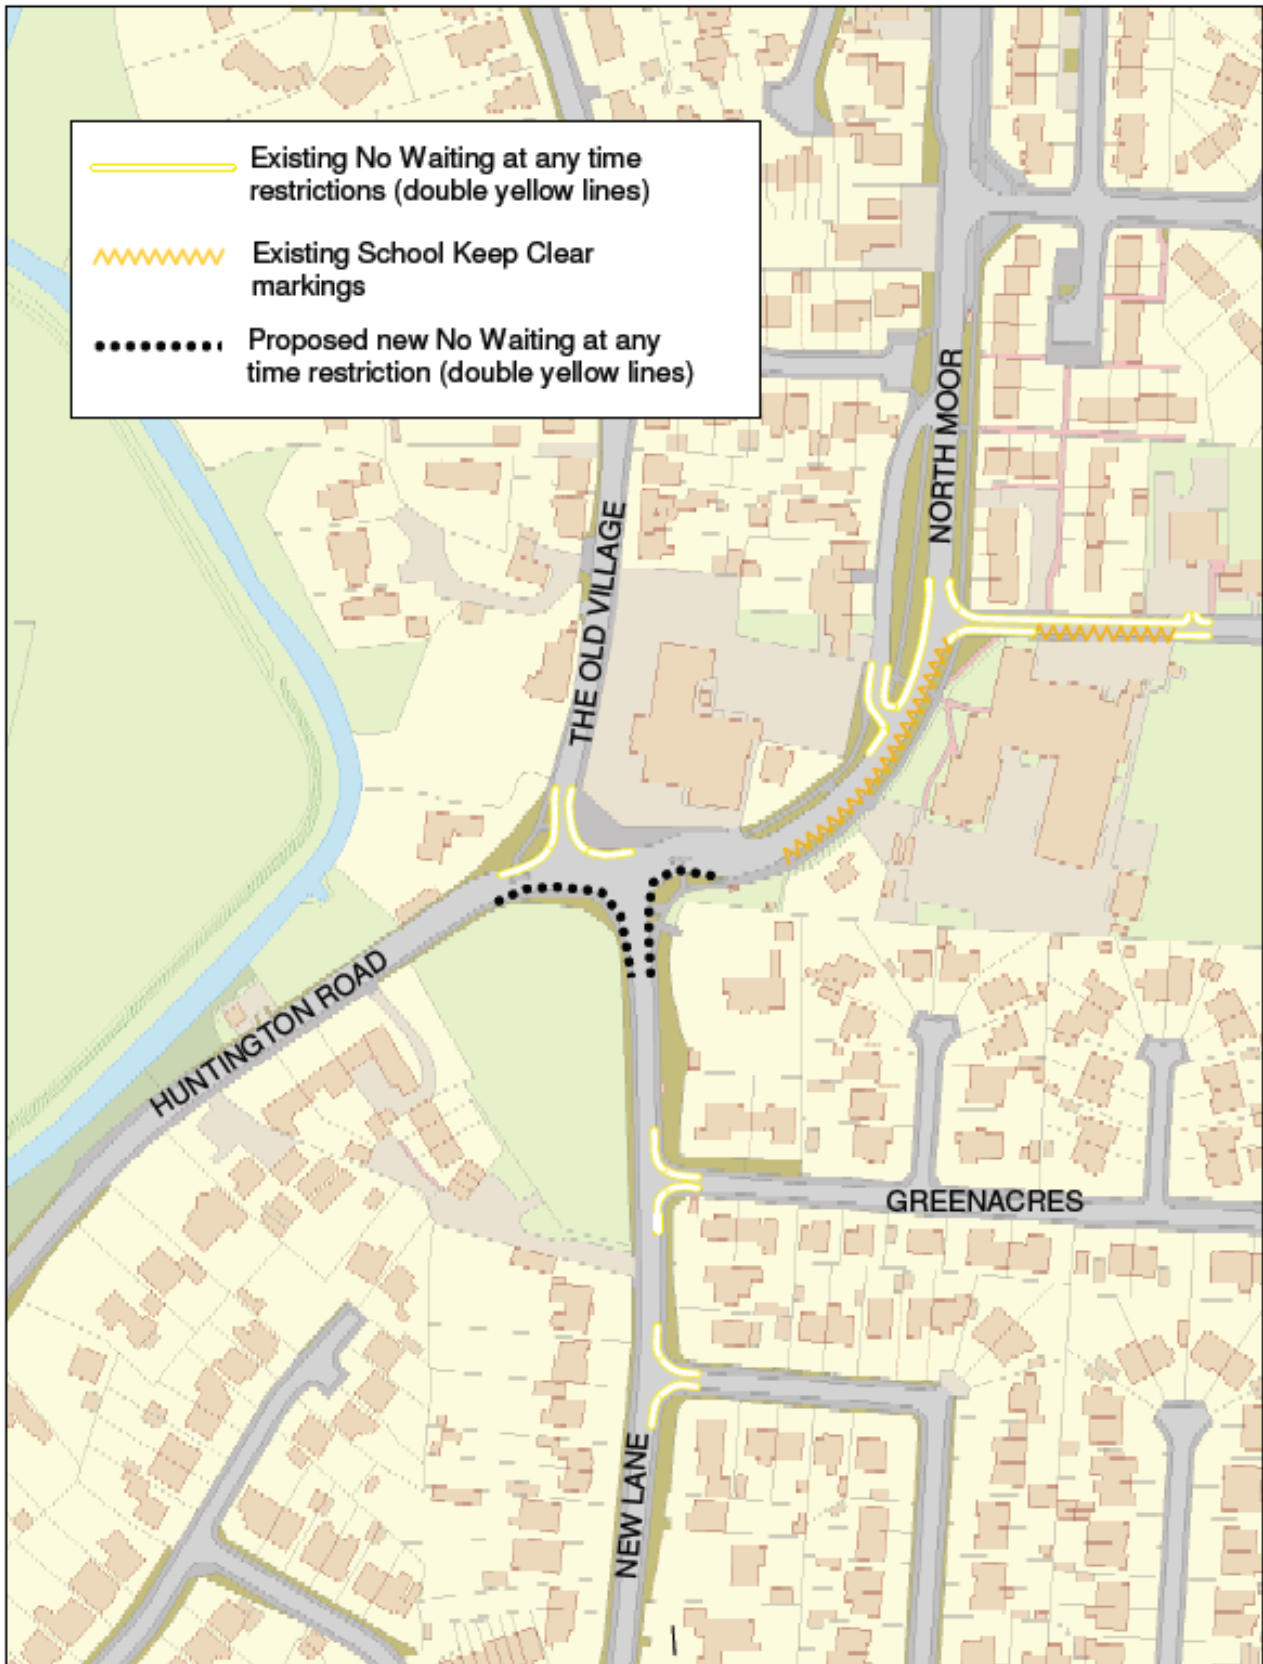 Existing No Waiting at any time
restrictions (double yellow lines)
Existing School Keep Clear
markings
Proposed new No Waiting at any
time restriction (double yellow lines)
NORTH MOOR
THE OLD VILLAGE
HUNTINGTON ROAD
GREENACRES
NEW LANE